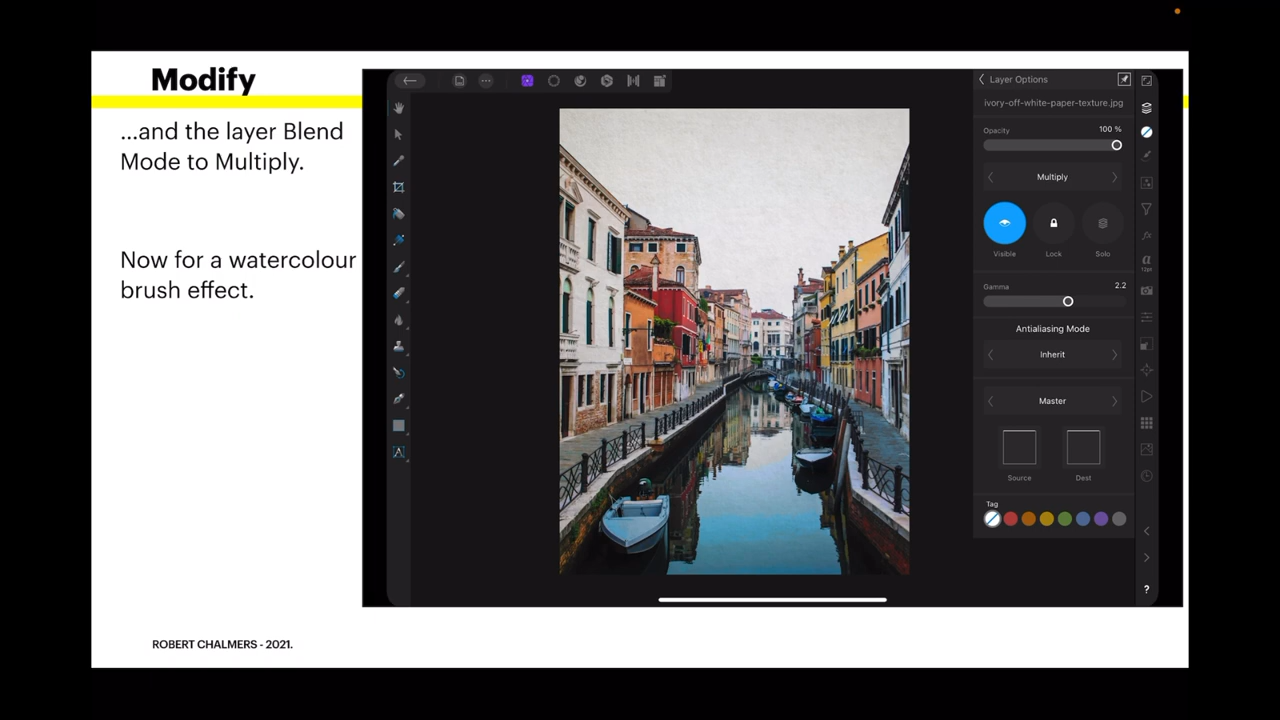 Modify
...and the layer Blend
Mode to Multiply.
Now for a watercolour
brush effect.
Layer Options
ivory-off-white-paper-texture.jpg
Opacity
100 %
Multiply
Visible
Lock
Solo
Gamma
2.2
Antialiasing Mode
Inherit
Master
Source
Dest
Tag
fx
a
12pt
A
?
ROBERT CHALMERS - 2021.